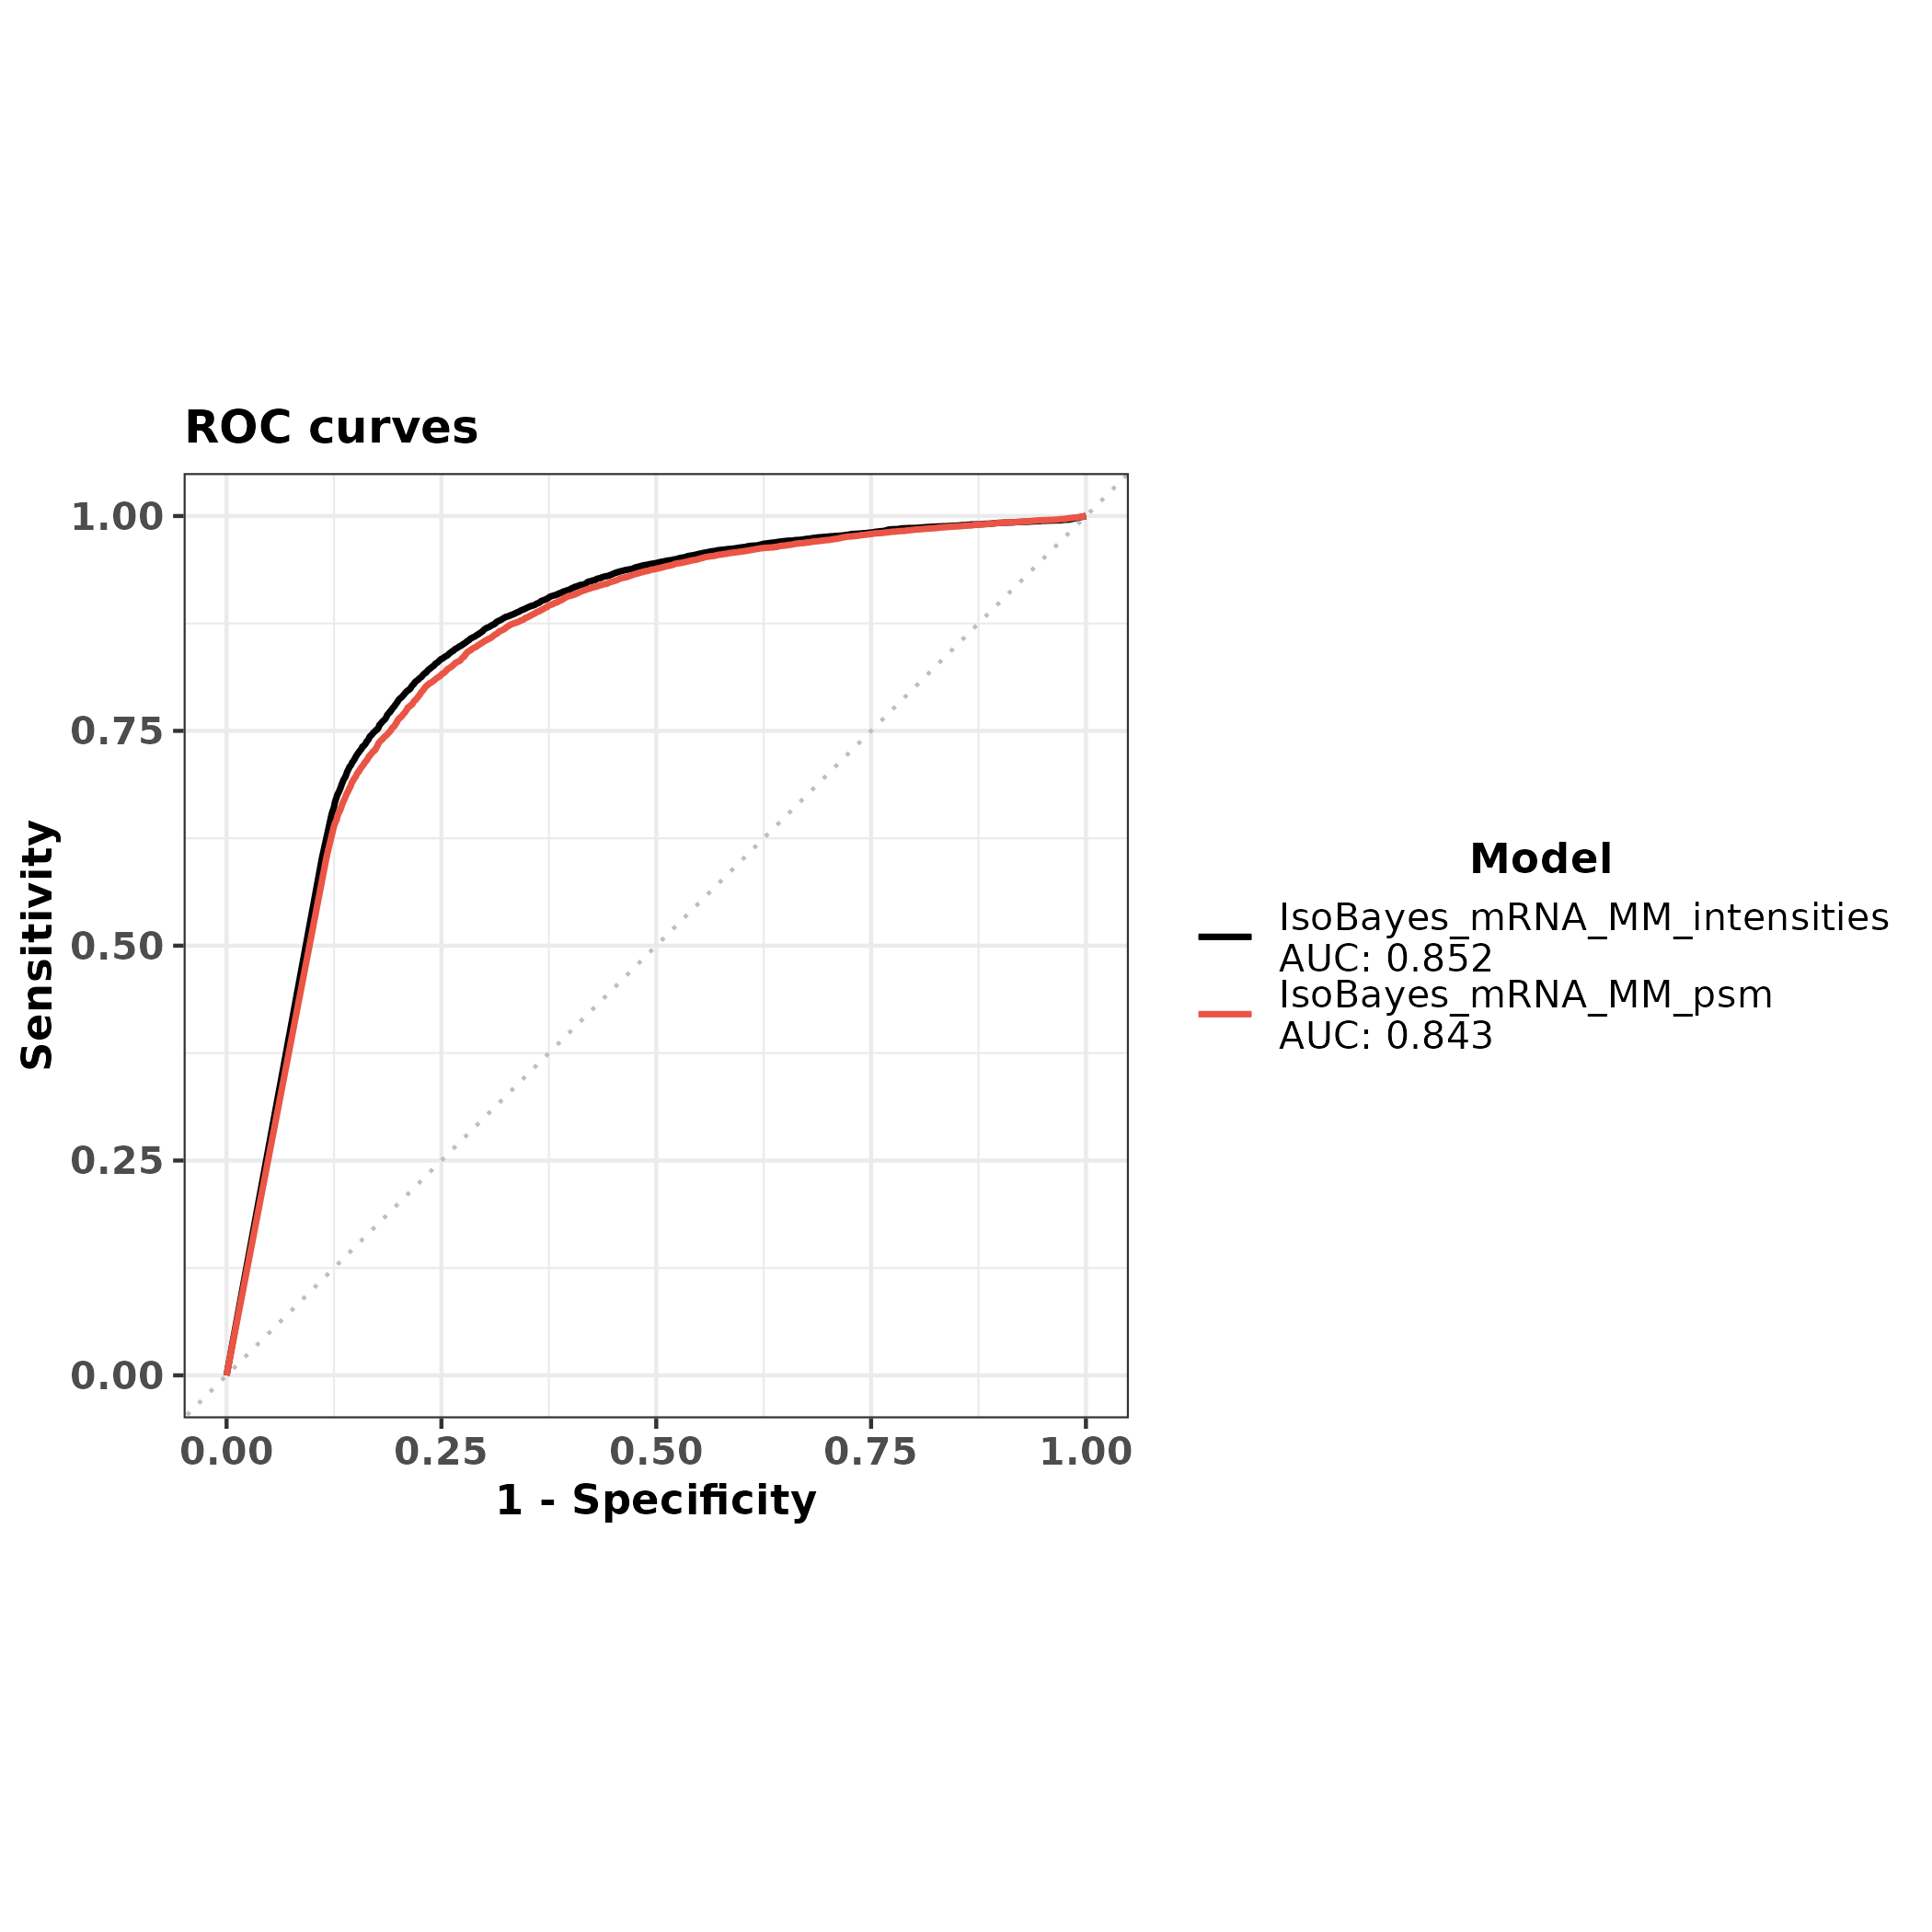 ROC curves
1.00
0.75
0.50
0.25
0.00
Sensitivity
0.00 0.25 0.50 0.75 1.00
1 - Specificity
Model
IsoBayes_mRNA_MM_intensities
AUC: 0.852
IsoBayes_mRNA_MM_psm
AUC: 0.843